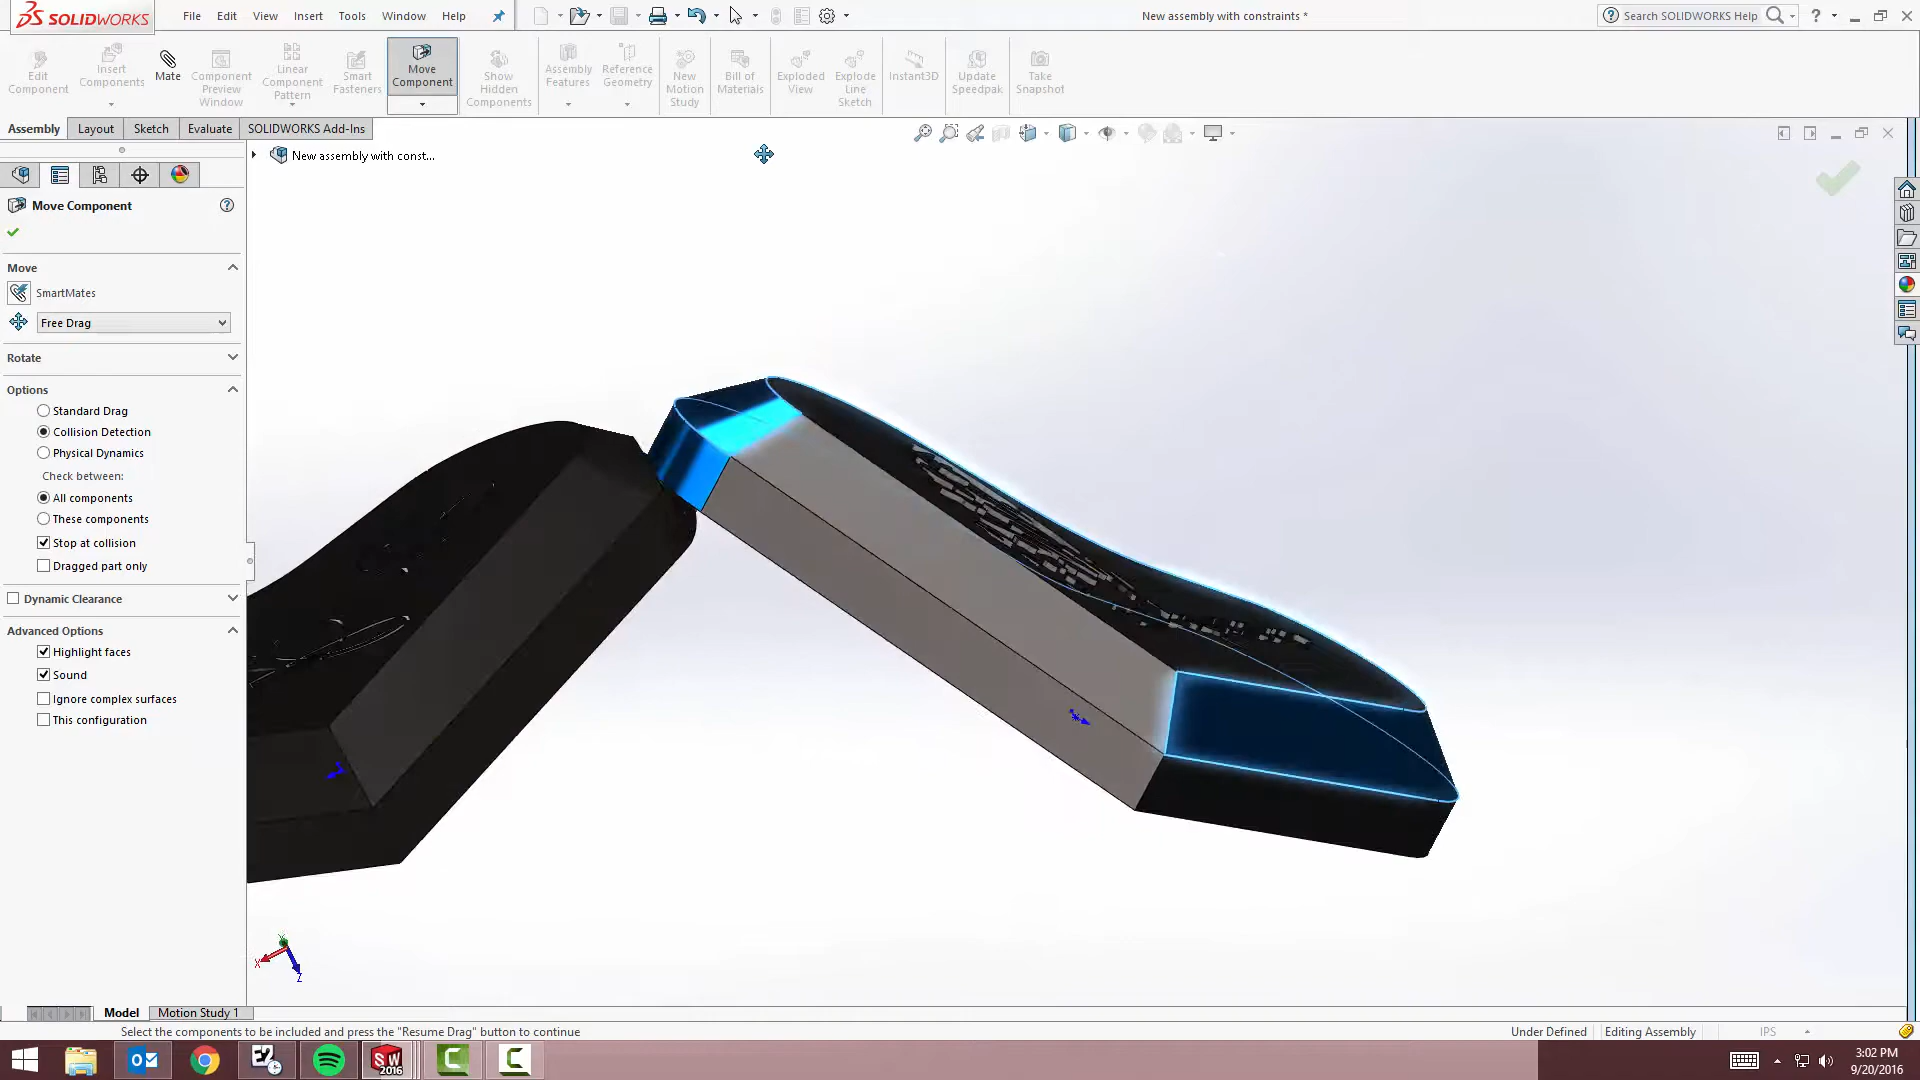 SOLIDWORKS
File Edit View Insert Tools Window Help
New assembly with constraints *
Search SOLIDWORKS Help
Edit Component
Insert Components
Mate
Component Preview Window
Linear Component Pattern
Smart Fasteners
Move Component
Show Hidden Components
Assembly Features
Reference Geometry
New Motion Study
Bill of Materials
Exploded View
Explode Line Sketch
Instant3D
Update Speedpak
Take Snapshot
Assembly Layout Sketch Evaluate SOLIDWORKS Add-Ins
New assembly with const...
Move Component
Move
SmartMates
Free Drag
Rotate
Options
Standard Drag
Collision Detection
Physical Dynamics
Check between:
All components
These components
Stop at collision
Dragged part only
Dynamic Clearance
Advanced Options
Highlight faces
Sound
Ignore complex surfaces
This configuration
Y
X
Z
Model Motion Study 1
Select the components to be included and press the "Resume Drag" button to continue
Under Defined Editing Assembly IPS
SW 2016
3:02 PM
9/20/2016